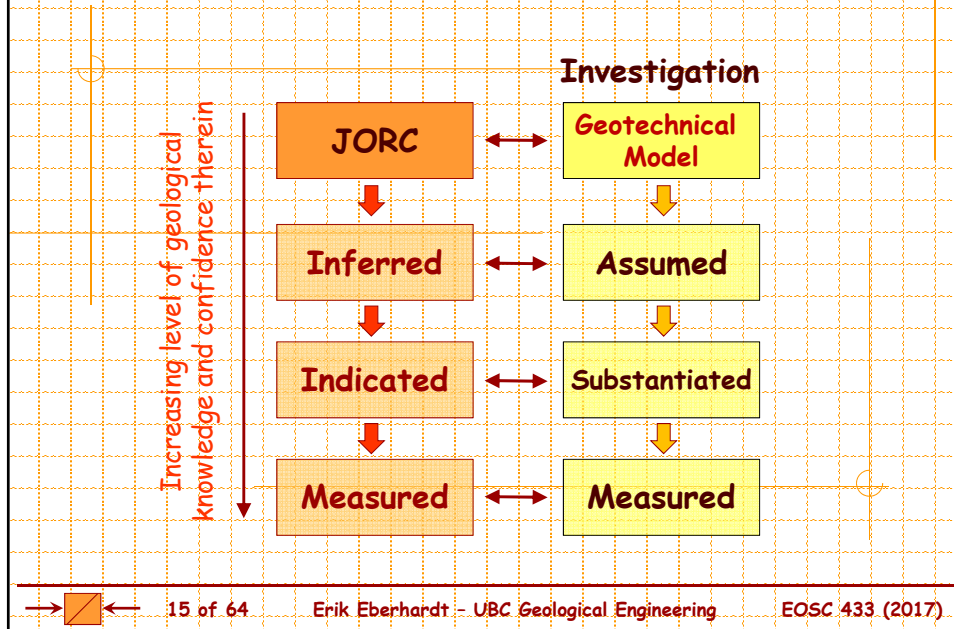 Investigation
JORC
Geotechnical
Model
Increasing level of geological
knowledge and confidence therein
Inferred
Assumed
Indicated
Substantiated
Measured
Measured
15 of 64
Erik Eberhardt – UBC Geological Engineering
EOSC 433 (2017)